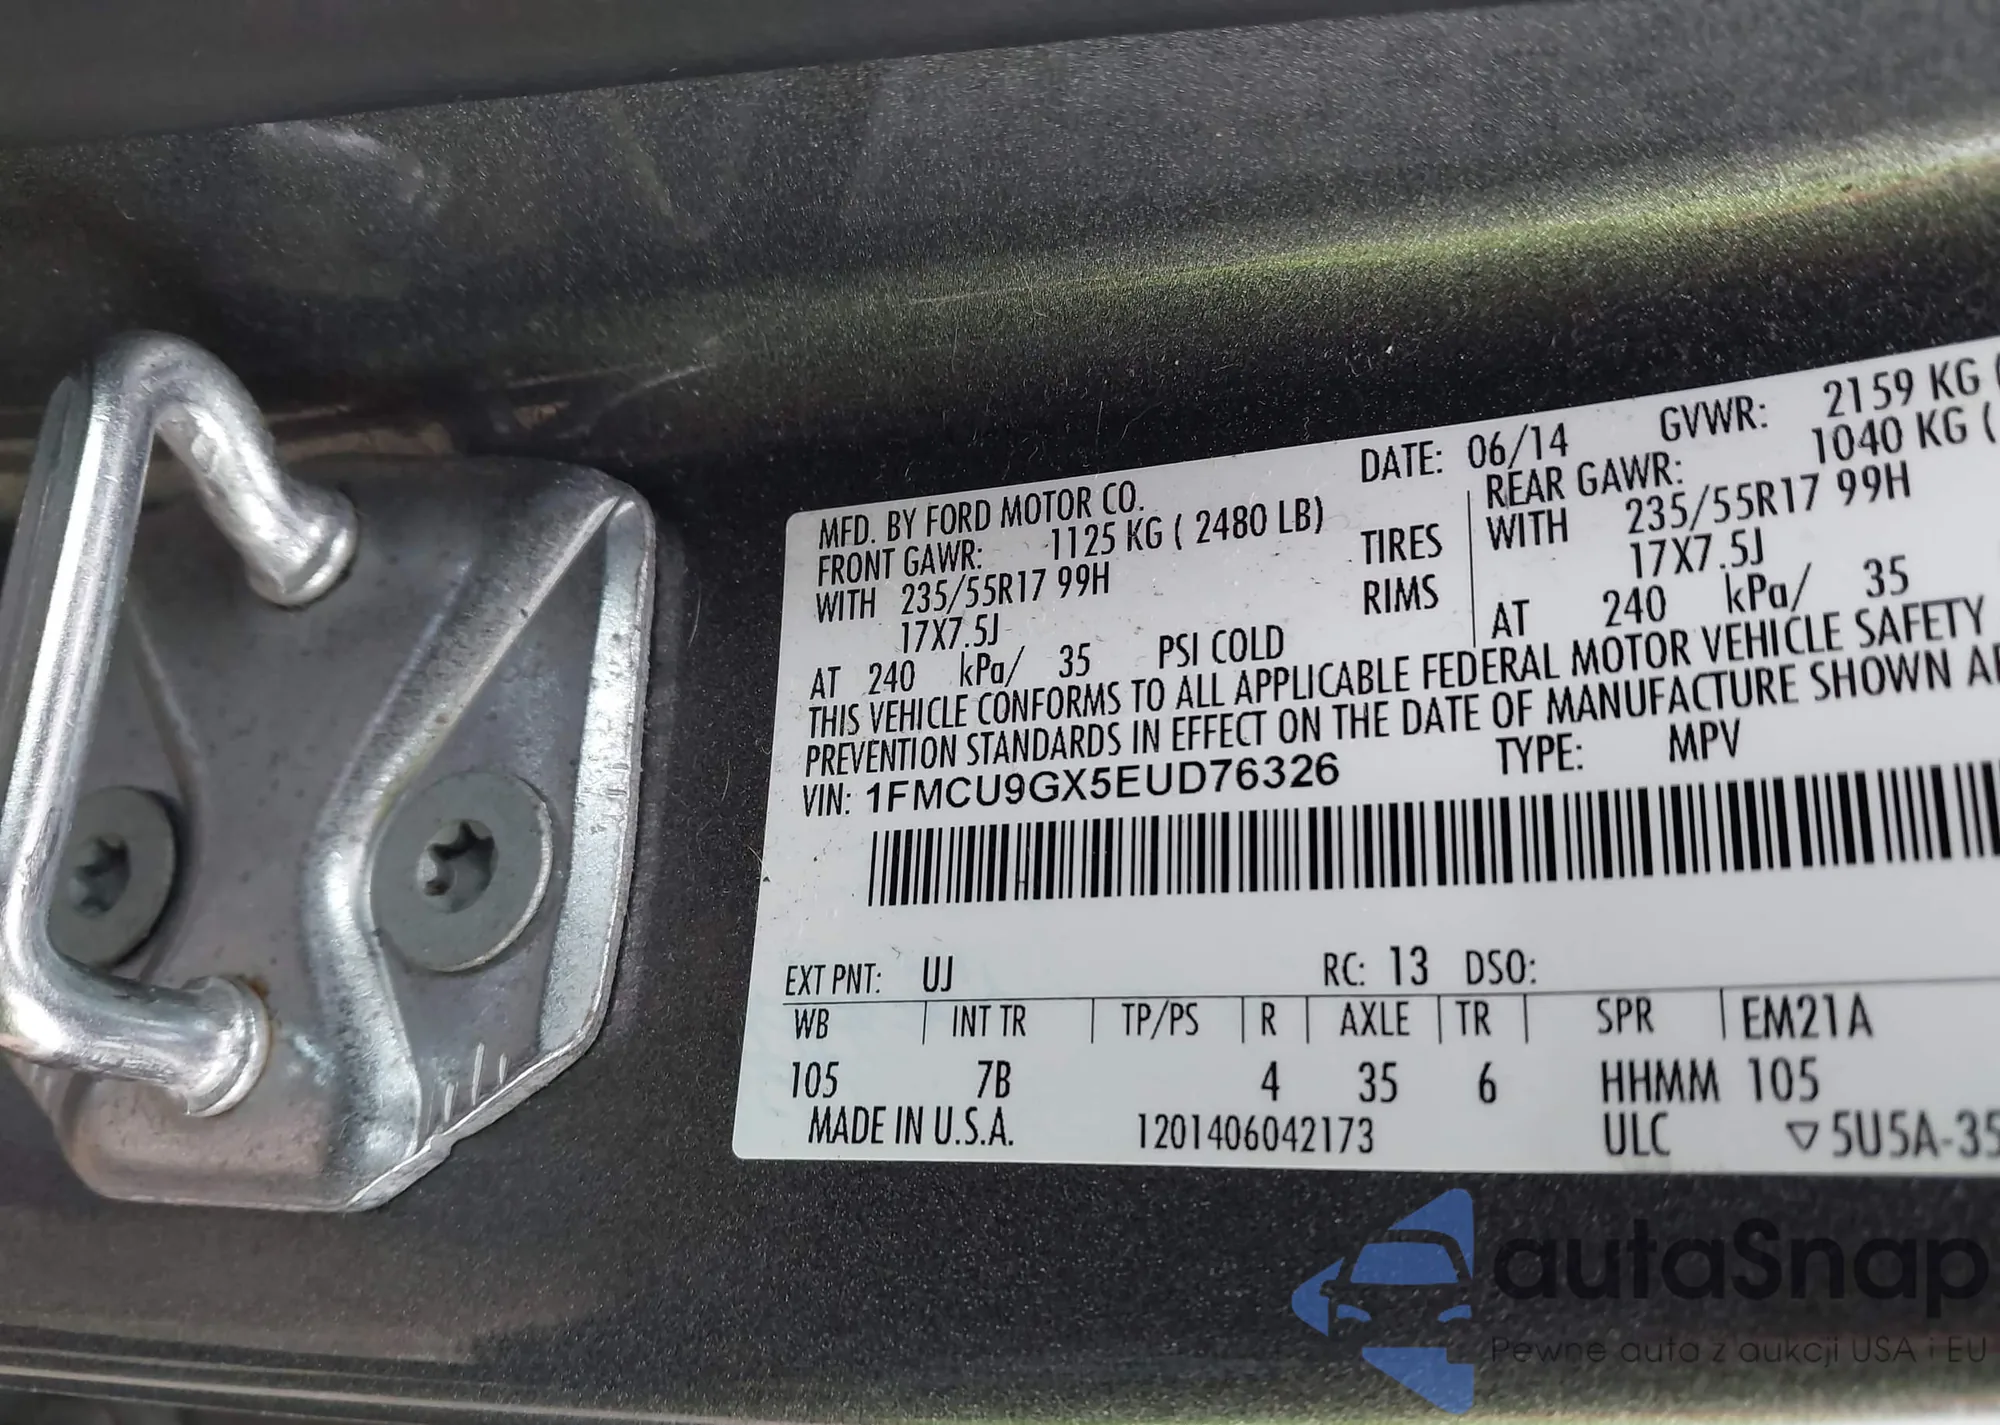 MFD. BY FORD MOTOR CO. DATE: 06/14 GVWR: 2159 KG (
FRONT GAWR: 1125 KG ( 2480 LB) REAR GAWR: 1040 KG (
WITH 235/55R17 99H TIRES WITH 235/55R17 99H
17X7.5J RIMS 17X7.5J
AT 240 kPa/ 35 PSI COLD AT 240 kPa/ 35
THIS VEHICLE CONFORMS TO ALL APPLICABLE FEDERAL MOTOR VEHICLE SAFETY
PREVENTION STANDARDS IN EFFECT ON THE DATE OF MANUFACTURE SHOWN
VIN: 1FMCU9GX5EUD76326 TYPE: MPV
EXT PNT: UJ RC: 13 DSO:
WB INT TR TP/PS R AXLE TR SPR EM21A
105 7B 4 35 6 HHMM 105
MADE IN U.S.A. 1201406042173 ULC ▽5U5A-35
autaSnap
Pewne auta z aukcji USA i EU